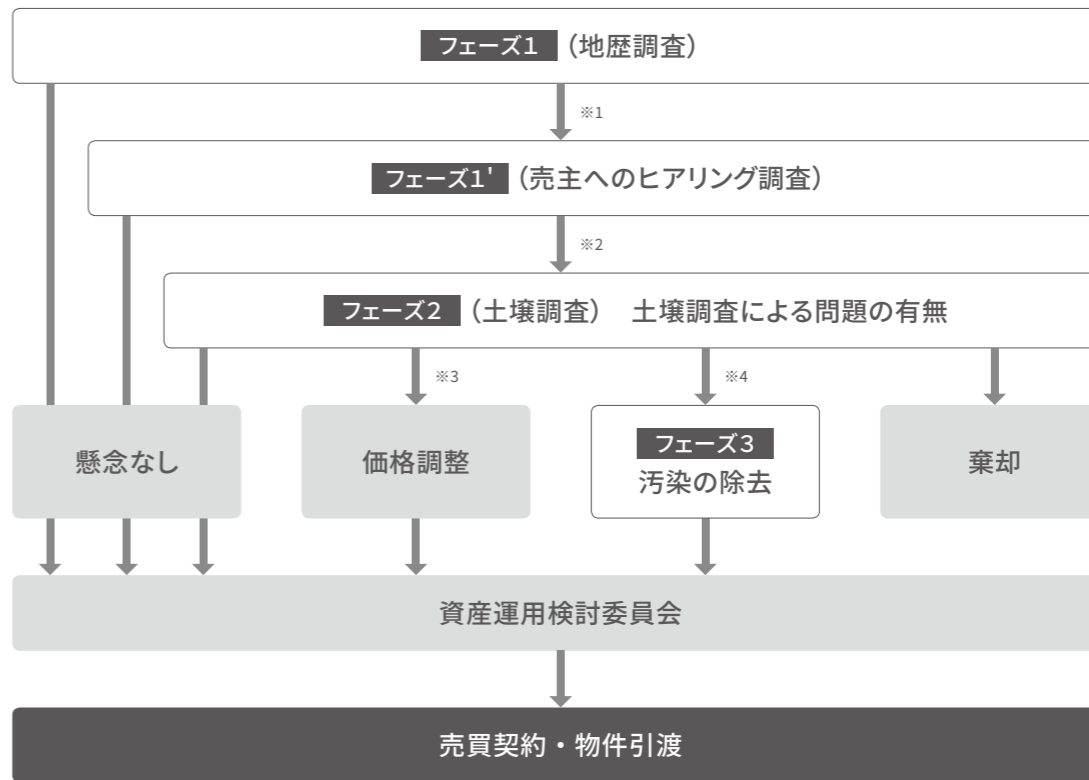 フェーズ1（地歴調査）
※1
フェーズ1'（売主へのヒアリング調査）
※2
フェーズ2（土壌調査） 土壌調査による問題の有無
※3
※4
懸念なし
価格調整
フェーズ3
汚染の除去
棄却
資産運用検討委員会
売買契約・物件引渡